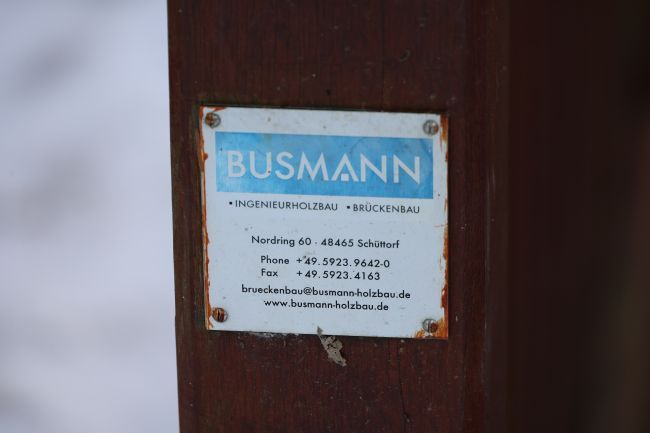 BUSMANN
▪INGENIEURHOLZBAU ▪BRÜCKENBAU
Nordring 60 · 48465 Schüttorf
Phone +49.5923.9642-0
Fax +49.5923.4163
brueckenbau@busmann-holzbau.de
www.busmann-holzbau.de